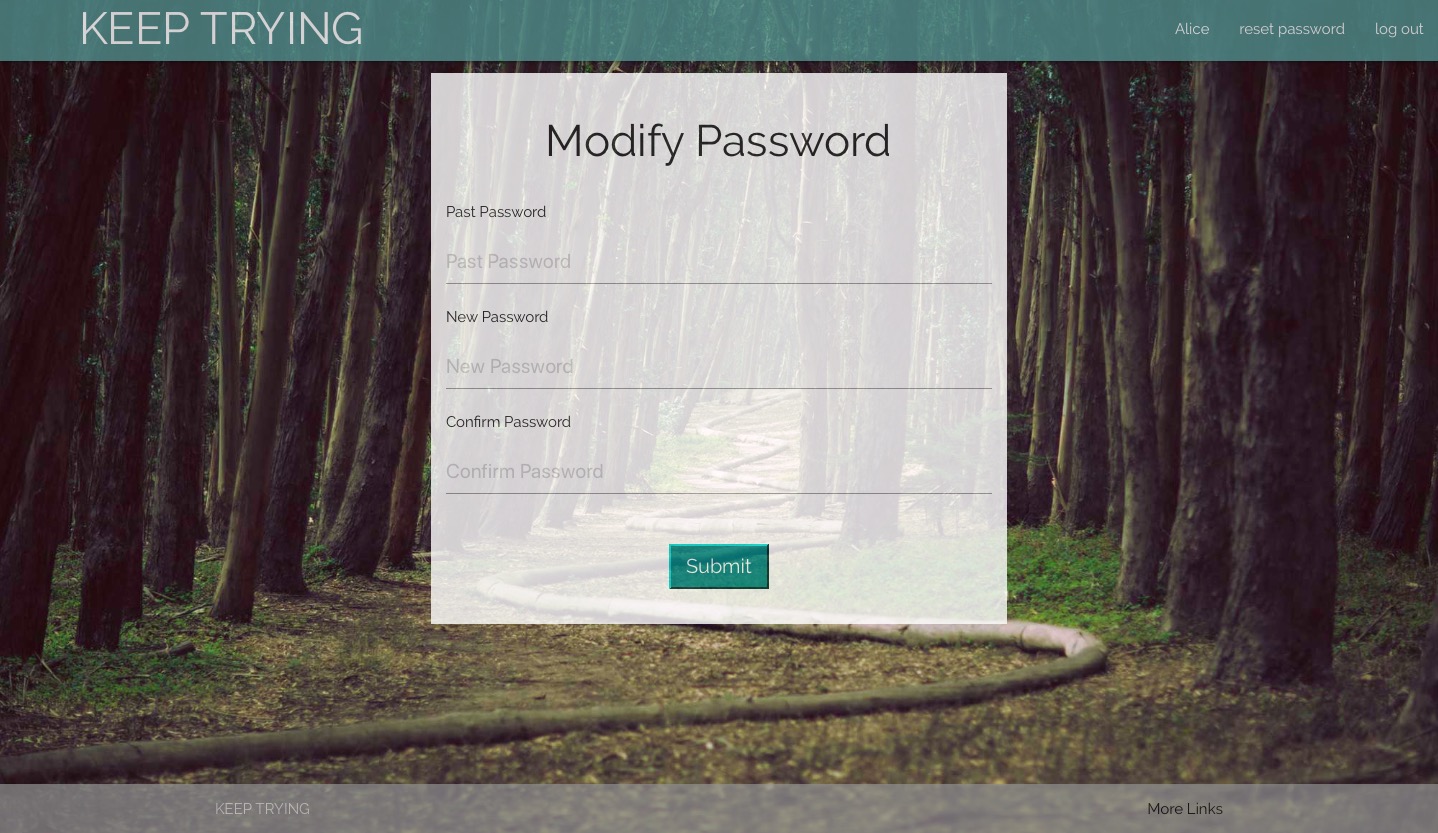 KEEP TRYING
Alice reset password log out
Modify Password
Past Password
Past Password
New Password
New Password
Confirm Password
Confirm Password
Submit
KEEP TRYING
More Links